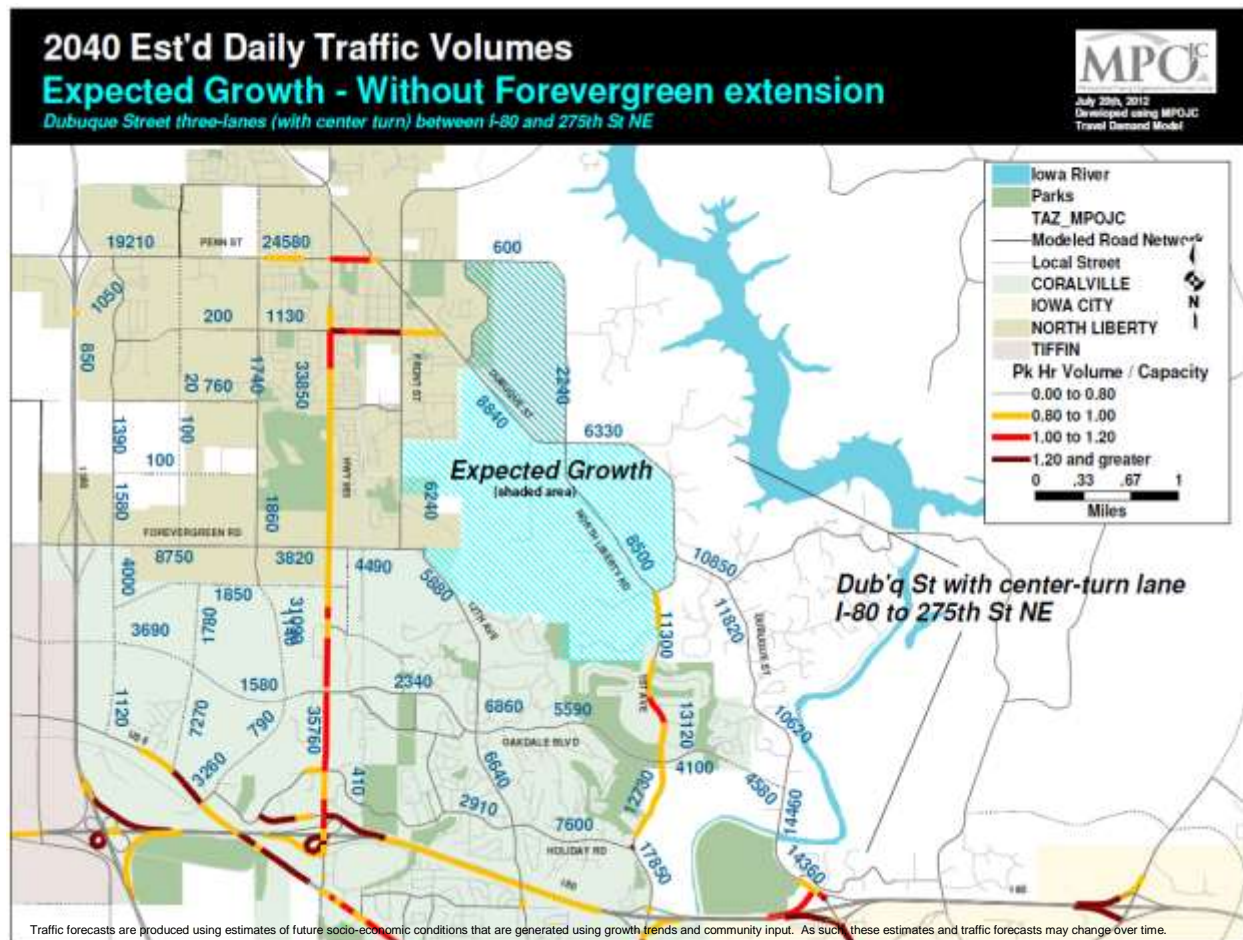 2040 Est'd Daily Traffic Volumes
Expected Growth - Without Forevergreen extension
Dubuque Street three-lanes (with center turn) between I-80 and 275th St NE
MPOJC
July 20th, 2012
Developed using MPOJC
Travel Demand Model
Iowa River
Parks
TAZ_MPOJC
Modeled Road Network
Local Street
CORALVILLE
IOWA CITY
NORTH LIBERTY
TIFFIN
N
Pk Hr Volume / Capacity
0.00 to 0.80
0.80 to 1.00
1.00 to 1.20
1.20 and greater
0 .33 .67 1
Miles
19210
PENN ST
24580
600
1050
200
1130
850
1740
33850
FRONT ST
20
760
2240
DUBUQUE ST
8840
6330
1390
100
100
HWY 965
Expected Growth
(shaded area)
1580
1860
6240
FOREVERGREEN RD
NORTH LIBERTY RD
8500
8750
3820
4490
4000
5880
10850
1850
12TH AVE
Dub'q St with center-turn lane
I-80 to 275th St NE
3690
1780
11300
11820
DUBUQUE ST
1580
2340
1ST AVE
1120
7270
790
35760
6860
5590
13120
10620
US 6
OAKDALE BLVD
3260
410
6640
4100
4580
2910
12730
14460
7600
HOLIDAY RD
17850
14360
I 80
I 80
Traffic forecasts are produced using estimates of future socio-economic conditions that are generated using growth trends and community input. As such, these estimates and traffic forecasts may change over time.